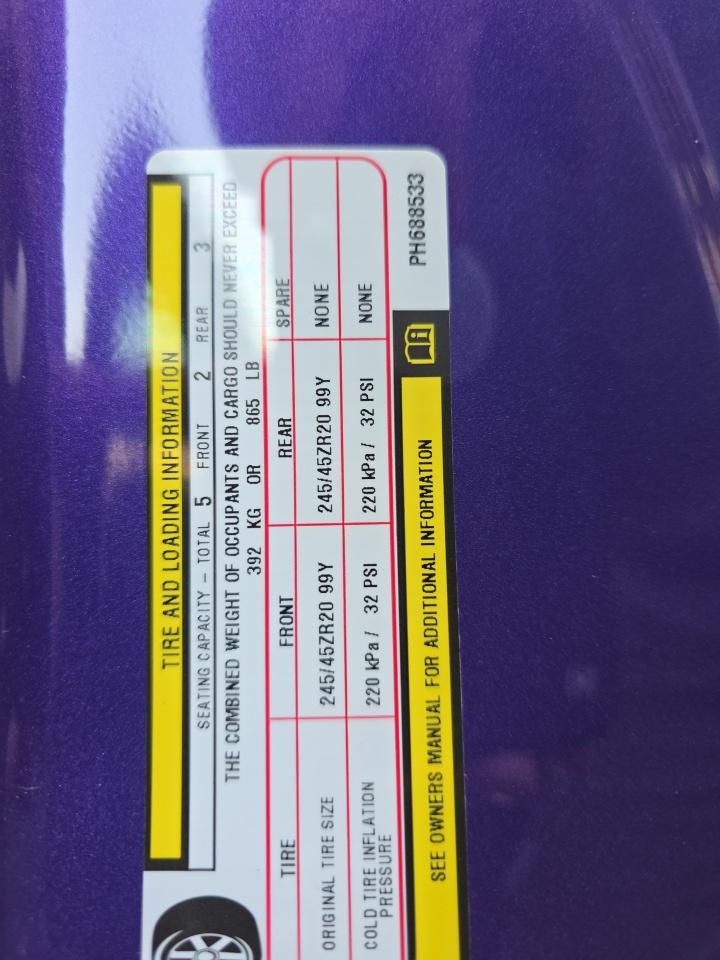 TIRE AND LOADING INFORMATION
SEATING CAPACITY – TOTAL 5 FRONT 2 REAR 3
THE COMBINED WEIGHT OF OCCUPANTS AND CARGO SHOULD NEVER EXCEED
392 KG OR 865 LB
TIRE FRONT REAR SPARE
ORIGINAL TIRE SIZE 245/45ZR20 99Y 245/45ZR20 99Y NONE
COLD TIRE INFLATION
PRESSURE 220 kPa / 32 PSI 220 kPa / 32 PSI NONE
SEE OWNERS MANUAL FOR ADDITIONAL INFORMATION
PH688533